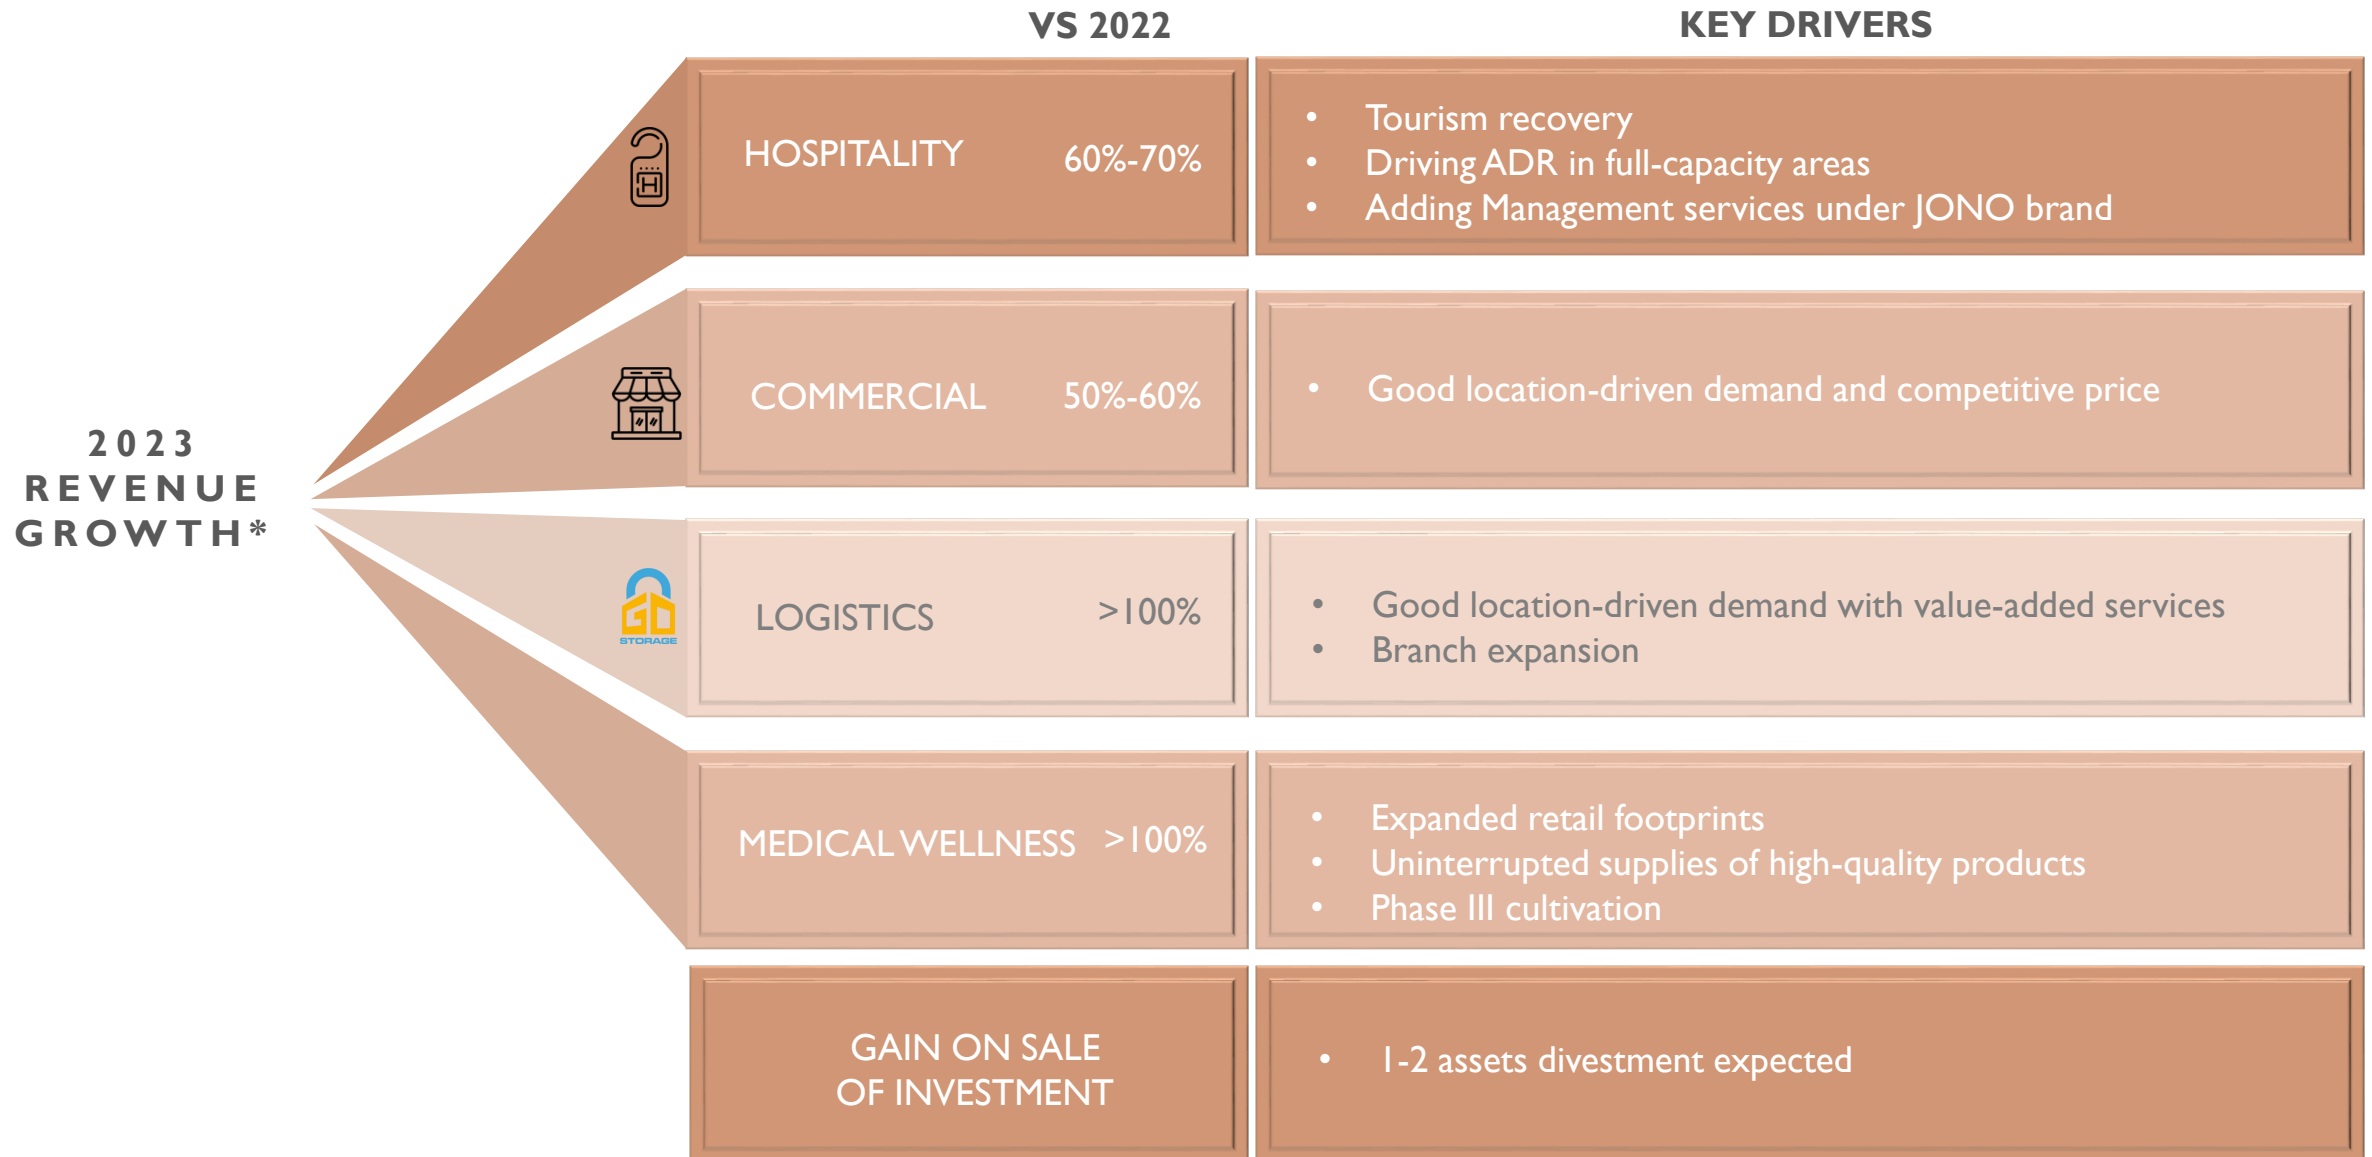 VS 2022
KEY DRIVERS
2023
REVENUE
GROWTH*
H
HOSPITALITY 60%-70%
• Tourism recovery
• Driving ADR in full-capacity areas
• Adding Management services under JONO brand
COMMERCIAL 50%-60%
• Good location-driven demand and competitive price
GO
STORAGE
LOGISTICS >100%
• Good location-driven demand with value-added services
• Branch expansion
MEDICAL WELLNESS >100%
• Expanded retail footprints
• Uninterrupted supplies of high-quality products
• Phase III cultivation
GAIN ON SALE
OF INVESTMENT
• 1-2 assets divestment expected